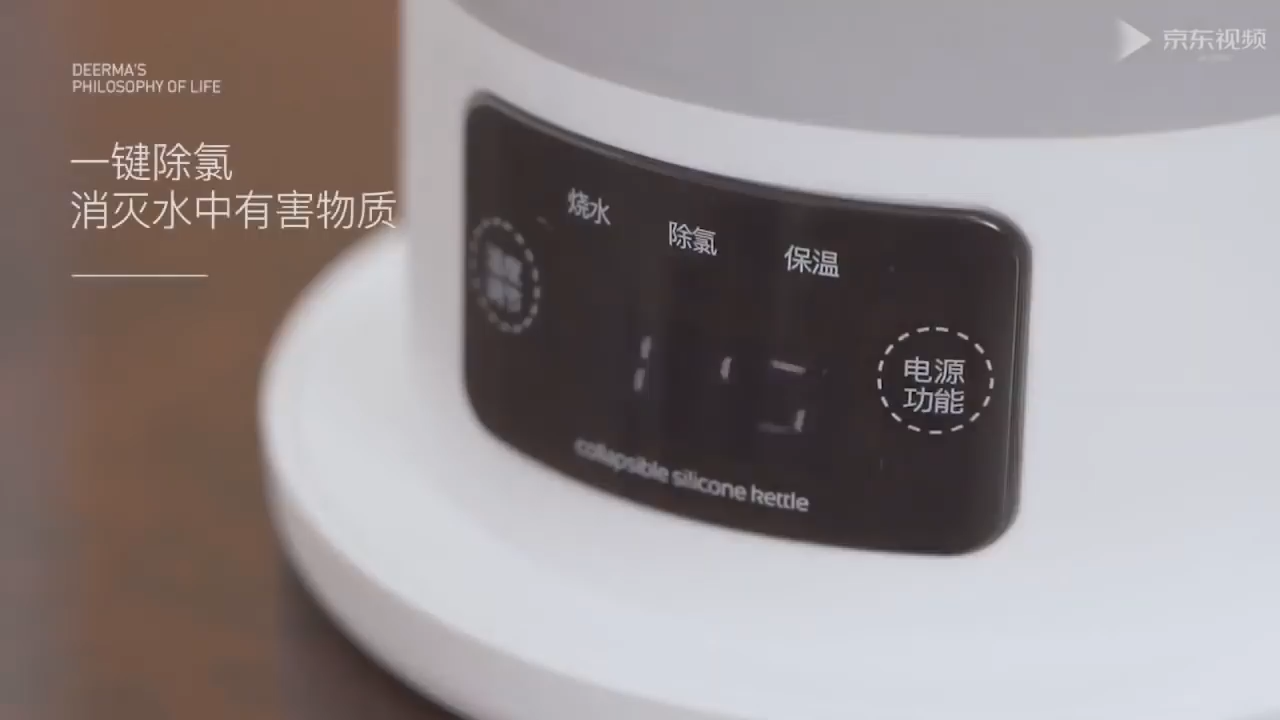 DEERMA'S
PHILOSOPHY OF LIFE
京东视频
一键除氯
消灭水中有害物质
烧水
除氯
保温
电源
功能
collapsible silicone kettle